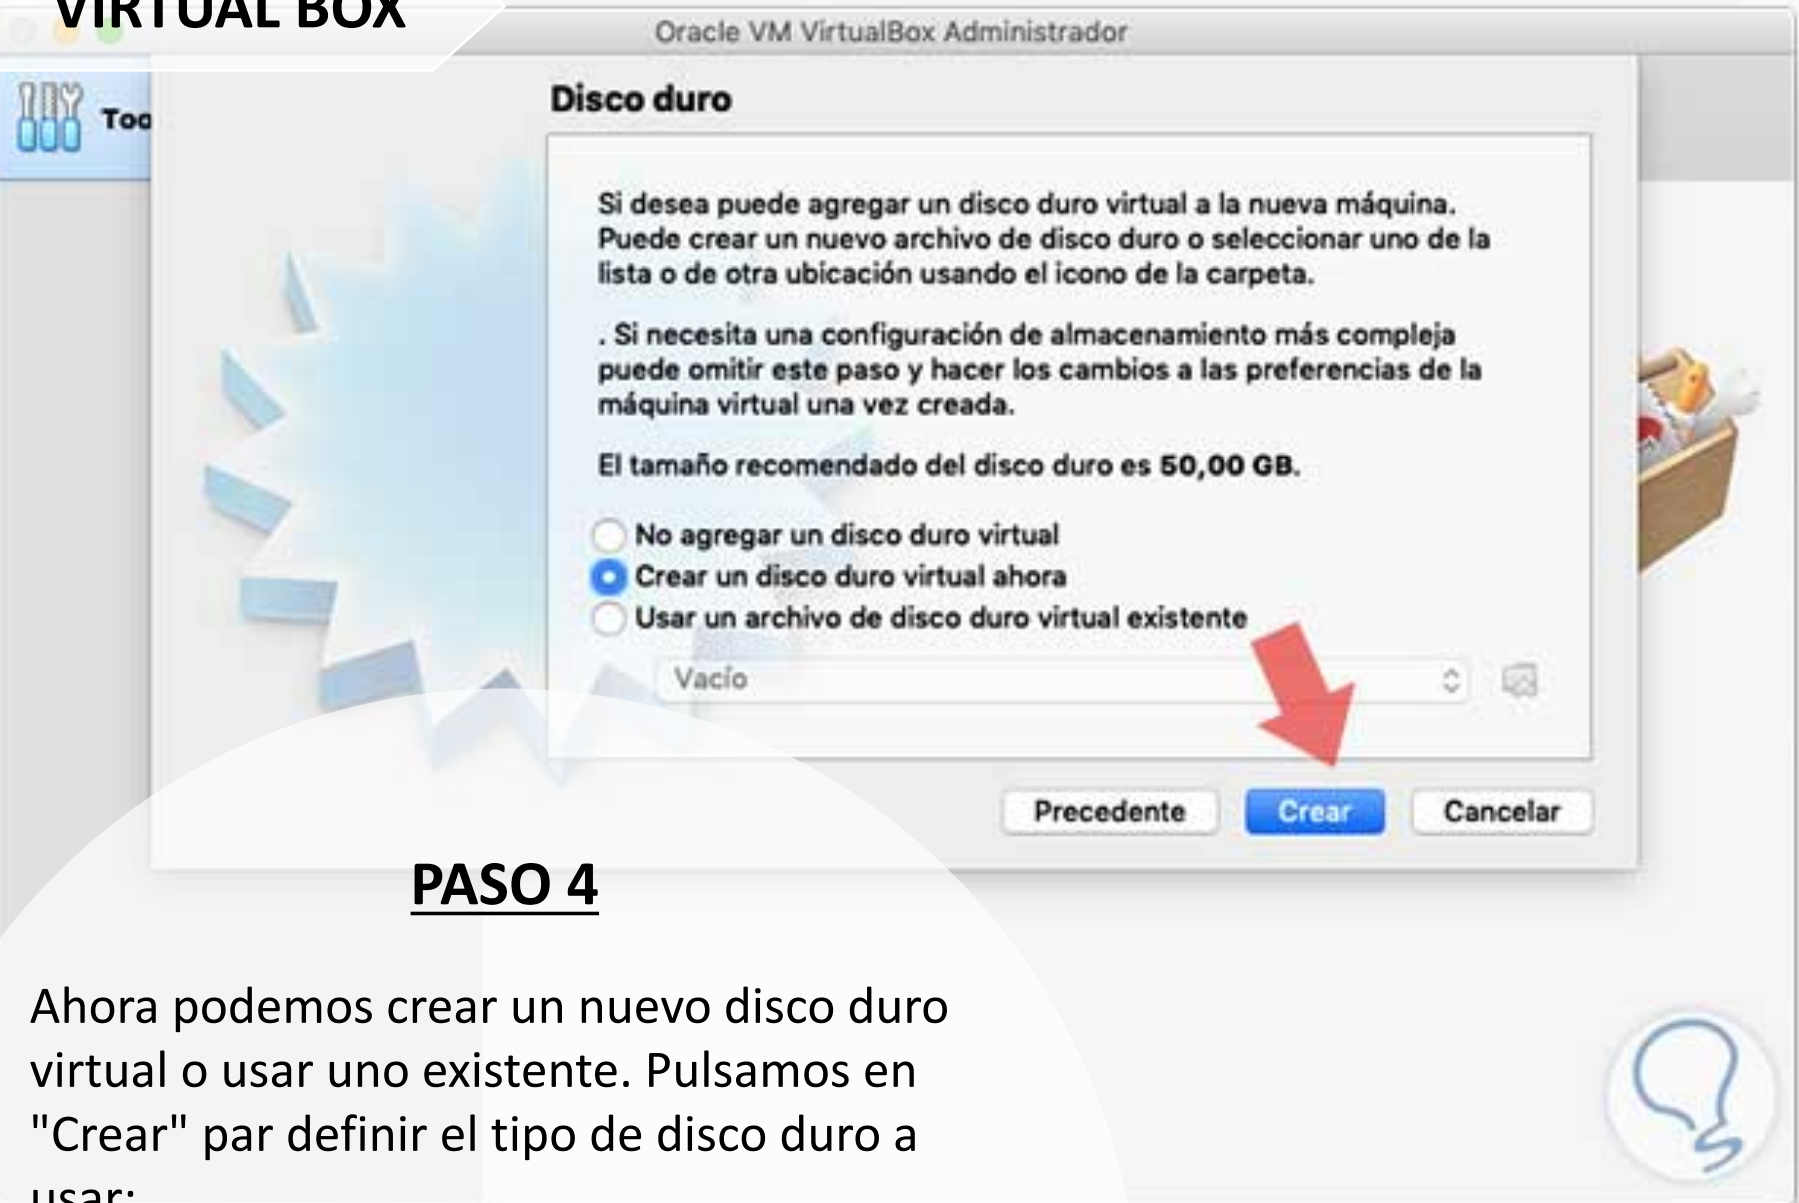 VIRTUAL BOX
Oracle VM VirtualBox Administrador
Too
Disco duro
Si desea puede agregar un disco duro virtual a la nueva máquina.
Puede crear un nuevo archivo de disco duro o seleccionar uno de la
lista o de otra ubicación usando el icono de la carpeta.
. Si necesita una configuración de almacenamiento más compleja
puede omitir este paso y hacer los cambios a las preferencias de la
máquina virtual una vez creada.
El tamaño recomendado del disco duro es 50,00 GB.
No agregar un disco duro virtual
Crear un disco duro virtual ahora
Usar un archivo de disco duro virtual existente
Vacío
Precedente Crear Cancelar
PASO 4
Ahora podemos crear un nuevo disco duro
virtual o usar uno existente. Pulsamos en
"Crear" par definir el tipo de disco duro a
usar: